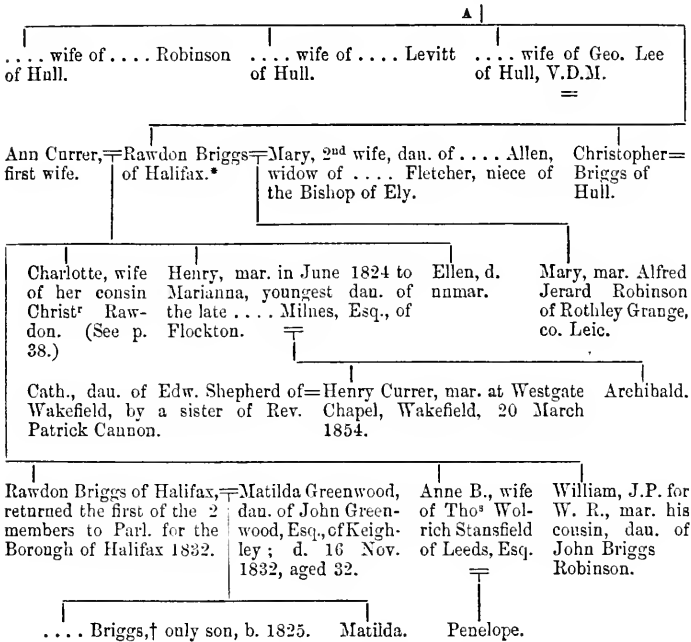 A
.... wife of .... Robinson
of Hull.
.... wife of .... Levitt
of Hull.
.... wife of Geo. Lee
of Hull, V.D.M.
=
Ann Currer,
first wife.
Rawdon Briggs
of Halifax.*
Mary, 2nd wife, dau. of .... Allen,
widow of .... Fletcher, niece of
the Bishop of Ely.
Christopher=
Briggs of
Hull.
Charlotte, wife
of her cousin
Christr Raw-
don. (See p.
38.)
Henry, mar. in June 1824 to
Marianna, youngest dau. of
the late .... Milnes, Esq., of
Flockton.
Ellen, d.
unmar.
Mary, mar. Alfred
Jerard Robinson
of Rothley Grange,
co. Leic.
Cath., dau. of Edw. Shepherd of=
Wakefield, by a sister of Rev.
Patrick Cannon.
Henry Currer, mar. at Westgate
Chapel, Wakefield, 20 March
1854.
Archibald.
Rawdon Briggs of Halifax,
returned the first of the 2
members to Parl. for the
Borough of Halifax 1832.
Matilda Greenwood,
dau. of John Green-
wood, Esq., of Keigh-
ley; d. 16 Nov.
1832, aged 32.
Anne B., wife
of Thos Wol-
rich Stansfield
of Leeds, Esq.
William, J.P. for
W. R., mar. his
cousin, dau. of
John Briggs
Robinson.
.... Briggs,† only son, b. 1825.
Matilda.
Penelope.